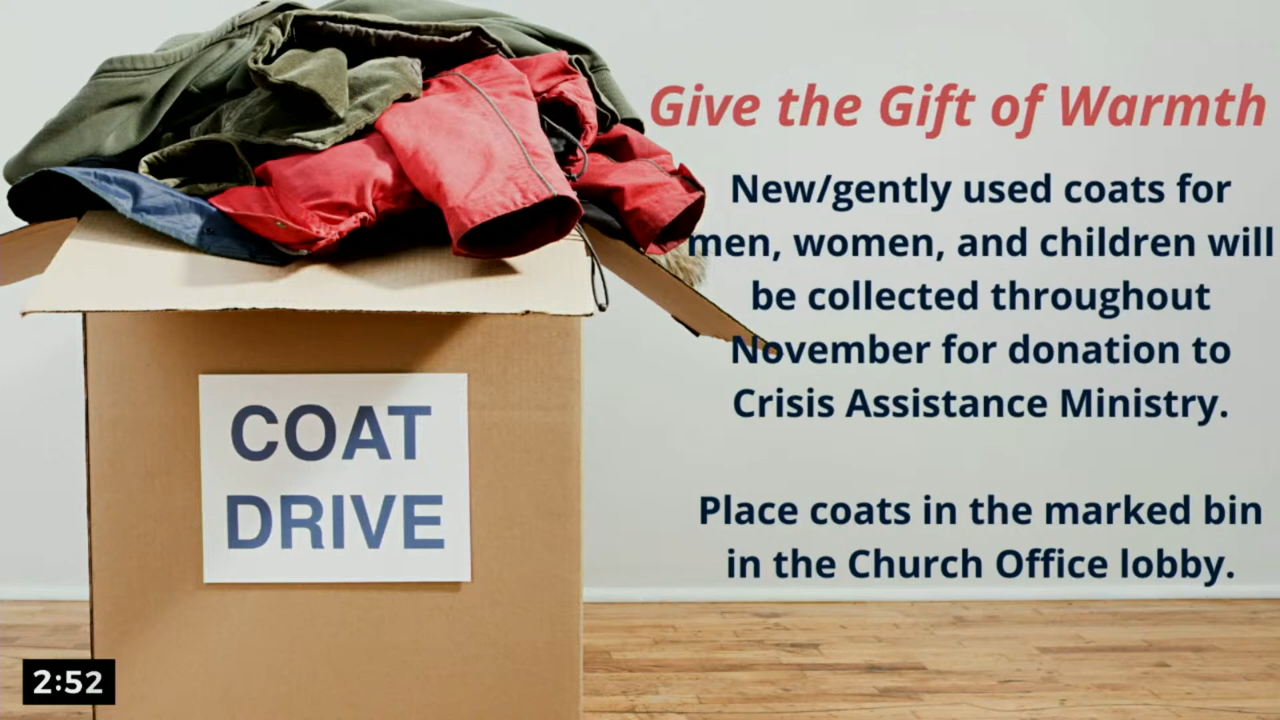 Give the Gift of Warmth
New/gently used coats for
men, women, and children will
be collected throughout
November for donation to
Crisis Assistance Ministry.
Place coats in the marked bin
in the Church Office lobby.
COAT
DRIVE
2:52